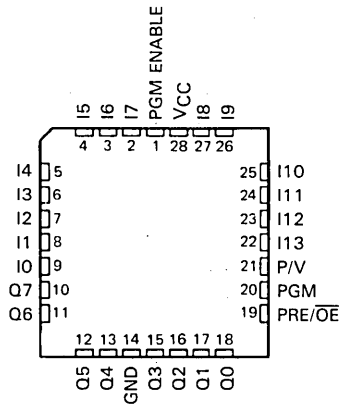 I5 I6 I7 PGM ENABLE VCC I8 I9
4 3 2 1 28 27 26
I4 5 25 I10
I3 6 24 I11
I2 7 23 I12
I1 8 22 I13
I0 9 21 P/V
Q7 10 20 PGM
Q6 11 19 PRE/OE
12 13 14 15 16 17 18
Q5 Q4 GND Q3 Q2 Q1 Q0